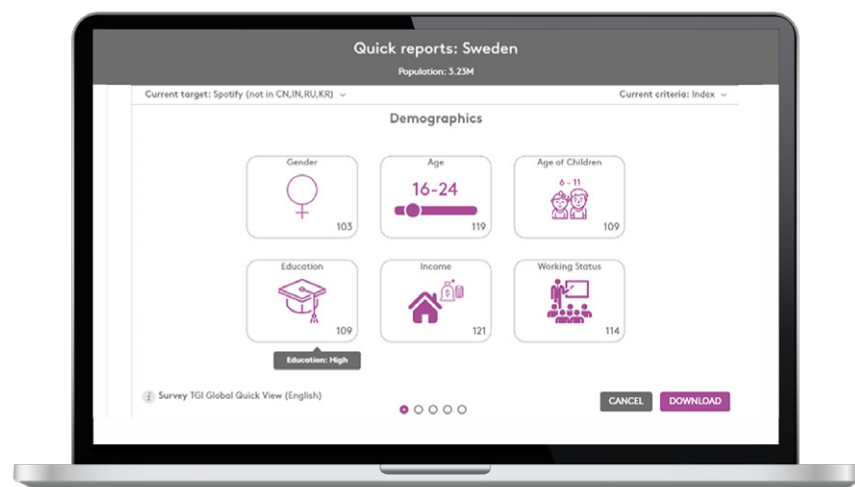 Quick reports: Sweden
Population: 3.23M
Current target: Spotify (not in CN,IN,RU,KR)
Current criteria: Index
Demographics
Gender
103
Age
16-24
119
Age of Children
6 - 11
109
Education
109
Income
$
121
Working Status
114
Education: High
i Survey TGI Global Quick View (English)
CANCEL
DOWNLOAD